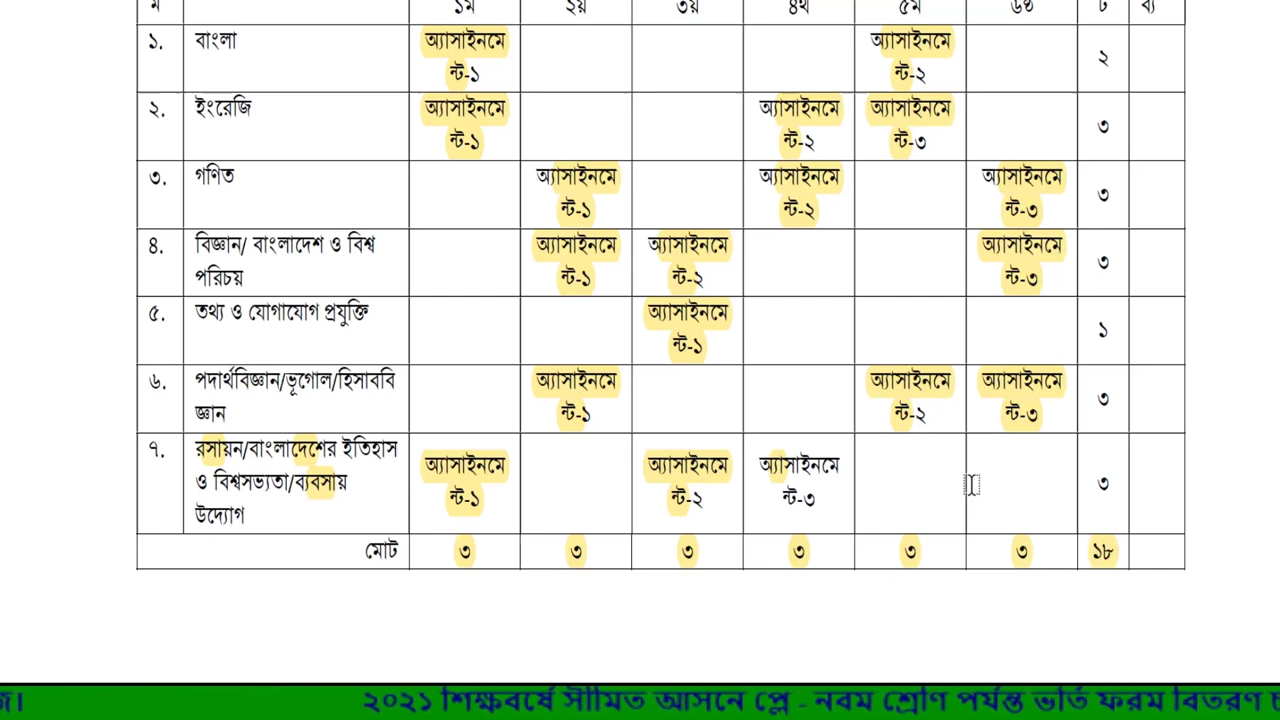 ম ১ম ২য় ৩য় ৪র্থ ৫ম ৬ষ্ঠ ট ব্য
১. বাংলা অ্যাসাইনমে অ্যাসাইনমে ২
ন্ট-১ ন্ট-২
২. ইংরেজি অ্যাসাইনমে অ্যাসাইনমে অ্যাসাইনমে ৩
ন্ট-১ ন্ট-২ ন্ট-৩
৩. গণিত অ্যাসাইনমে অ্যাসাইনমে অ্যাসাইনমে ৩
ন্ট-১ ন্ট-২ ন্ট-৩
৪. বিজ্ঞান/ বাংলাদেশ ও বিশ্ব অ্যাসাইনমে অ্যাসাইনমে অ্যাসাইনমে ৩
পরিচয় ন্ট-১ ন্ট-২ ন্ট-৩
৫. তথ্য ও যোগাযোগ প্রযুক্তি অ্যাসাইনমে ১
ন্ট-১
৬. পদার্থবিজ্ঞান/ভূগোল/হিসাববি অ্যাসাইনমে অ্যাসাইনমে অ্যাসাইনমে ৩
জ্ঞান ন্ট-১ ন্ট-২ ন্ট-৩
৭. রসায়ন/বাংলাদেশের ইতিহাস অ্যাসাইনমে অ্যাসাইনমে অ্যাসাইনমে ৩
ও বিশ্বসভ্যতা/ব্যবসায় ন্ট-১ ন্ট-২ ন্ট-৩
উদ্যোগ
মোট ৩ ৩ ৩ ৩ ৩ ৩ ১৮
২০২১ শিক্ষবর্ষে সীমিত আসনে প্লে - নবম শ্রেণি পর্যন্ত ভর্তি ফরম বিতরণ